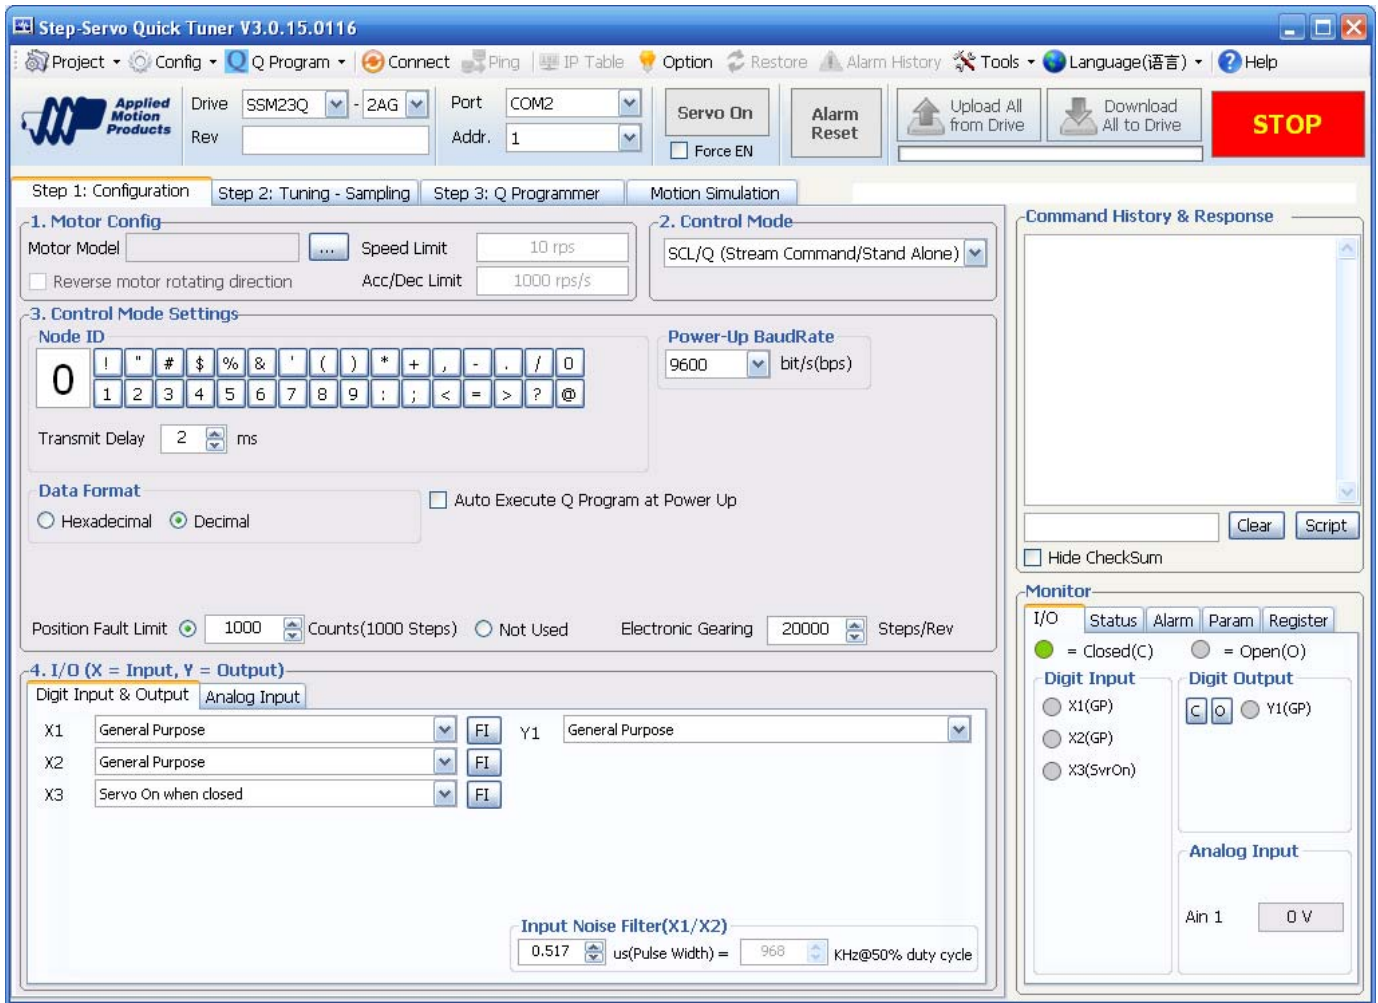 Step-Servo Quick Tuner V3.0.15.0116
Project Config Q Q Program Connect Ping IP Table Option Restore Alarm History Tools Language(语言) ? Help
Applied Motion Products
Drive SSM23Q - 2AG
Rev
Port COM2
Addr. 1
Servo On
Force EN
Alarm Reset
Upload All from Drive
Download All to Drive
STOP
Step 1: Configuration Step 2: Tuning - Sampling Step 3: Q Programmer Motion Simulation
1. Motor Config
Motor Model ... Speed Limit 10 rps
Reverse motor rotating direction Acc/Dec Limit 1000 rps/s
2. Control Mode
SCL/Q (Stream Command/Stand Alone)
3. Control Mode Settings
Node ID
0
! " # $ % & ' ( ) * + , - . / 0
1 2 3 4 5 6 7 8 9 : ; < = > ? @
Transmit Delay 2 ms
Power-Up BaudRate
9600 bit/s(bps)
Data Format
Hexadecimal Decimal
Auto Execute Q Program at Power Up
Position Fault Limit 1000 Counts(1000 Steps) Not Used Electronic Gearing 20000 Steps/Rev
4. I/O (X = Input, Y = Output)
Digit Input & Output Analog Input
X1 General Purpose FI Y1 General Purpose
X2 General Purpose FI
X3 Servo On when closed FI
Input Noise Filter(X1/X2)
0.517 us(Pulse Width) = 968 KHz@50% duty cycle
Command History & Response
Clear Script
Hide CheckSum
Monitor
I/O Status Alarm Param Register
= Closed(C) = Open(O)
Digit Input
X1(GP)
X2(GP)
X3(SvrOn)
Digit Output
C O Y1(GP)
Analog Input
Ain 1 0 V